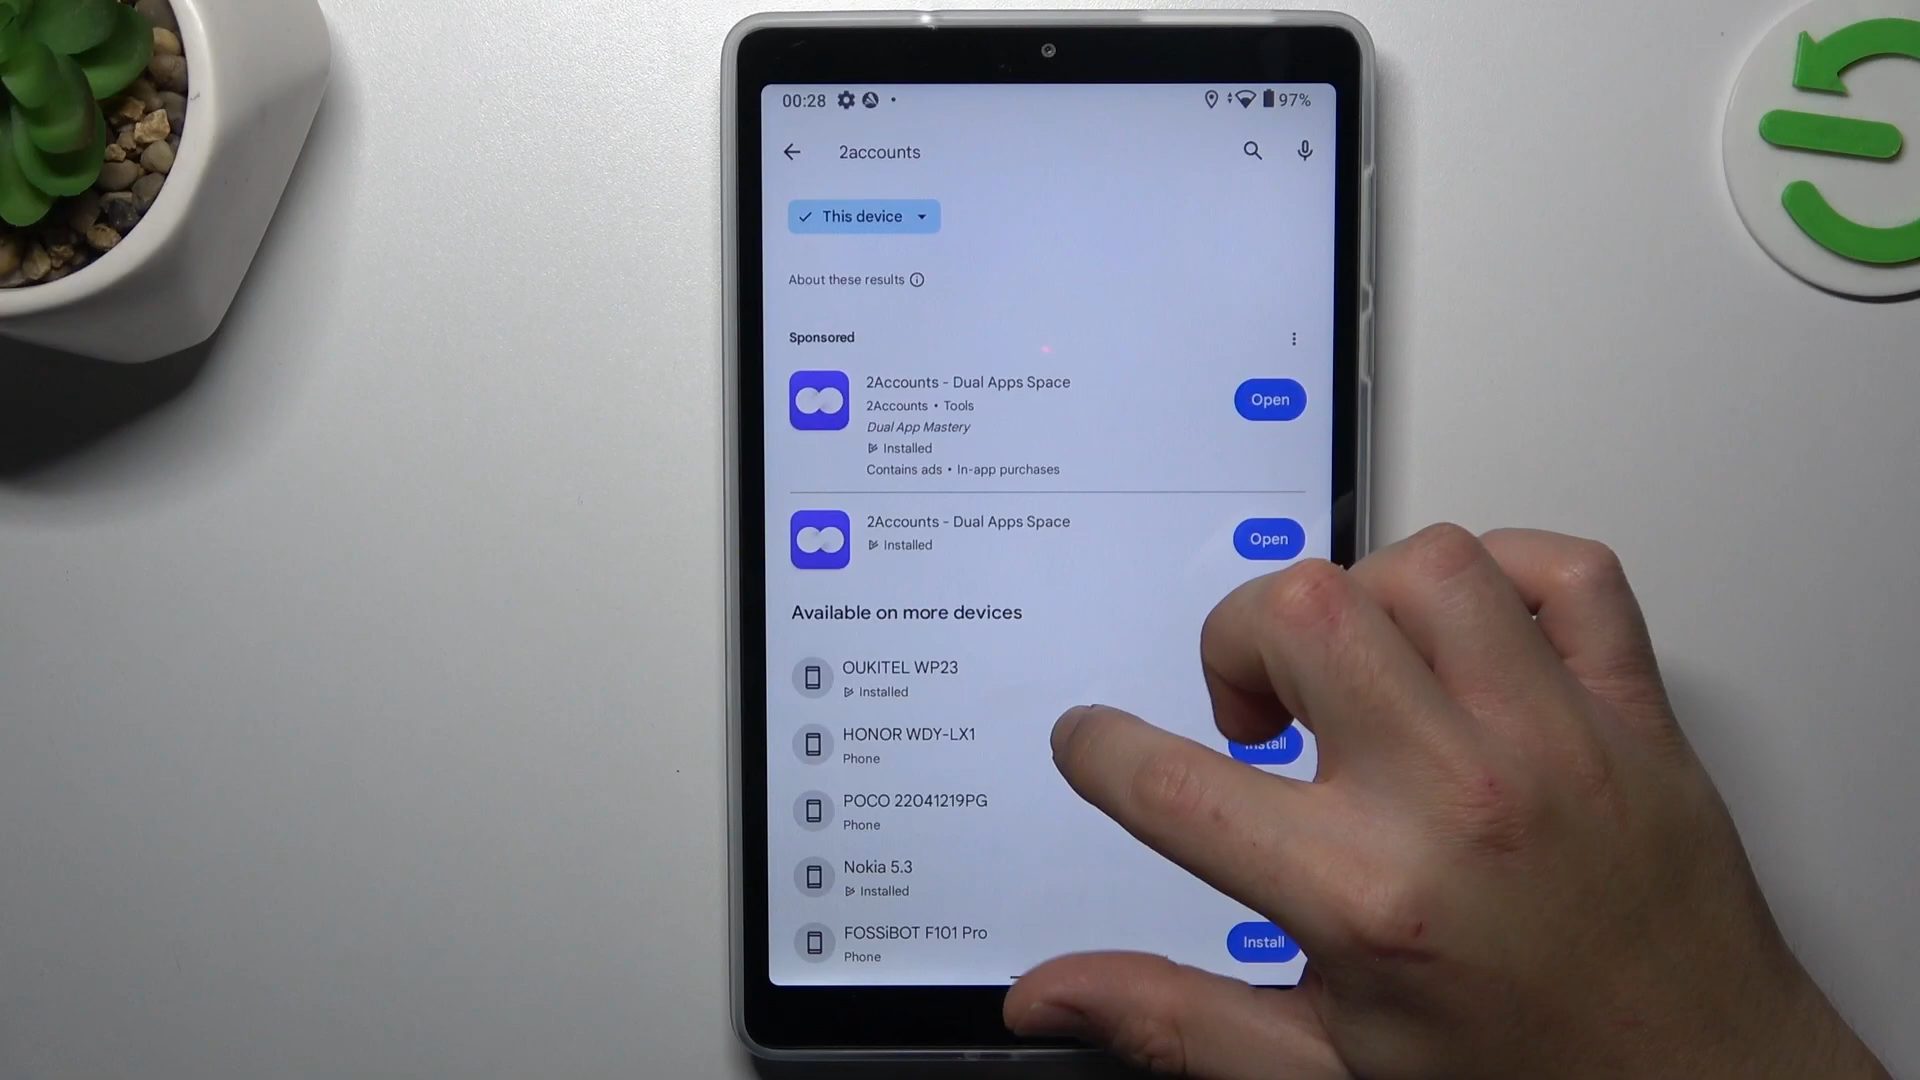 00:28 97%
2accounts
This device
About these results
Sponsored
2Accounts - Dual Apps Space
2Accounts • Tools
Dual App Mastery
Installed
Contains ads • In-app purchases
Open
2Accounts - Dual Apps Space
Installed
Open
Available on more devices
OUKITEL WP23
Installed
HONOR WDY-LX1
Phone
Install
POCO 22041219PG
Phone
Nokia 5.3
Installed
FOSSiBOT F101 Pro
Phone
Install